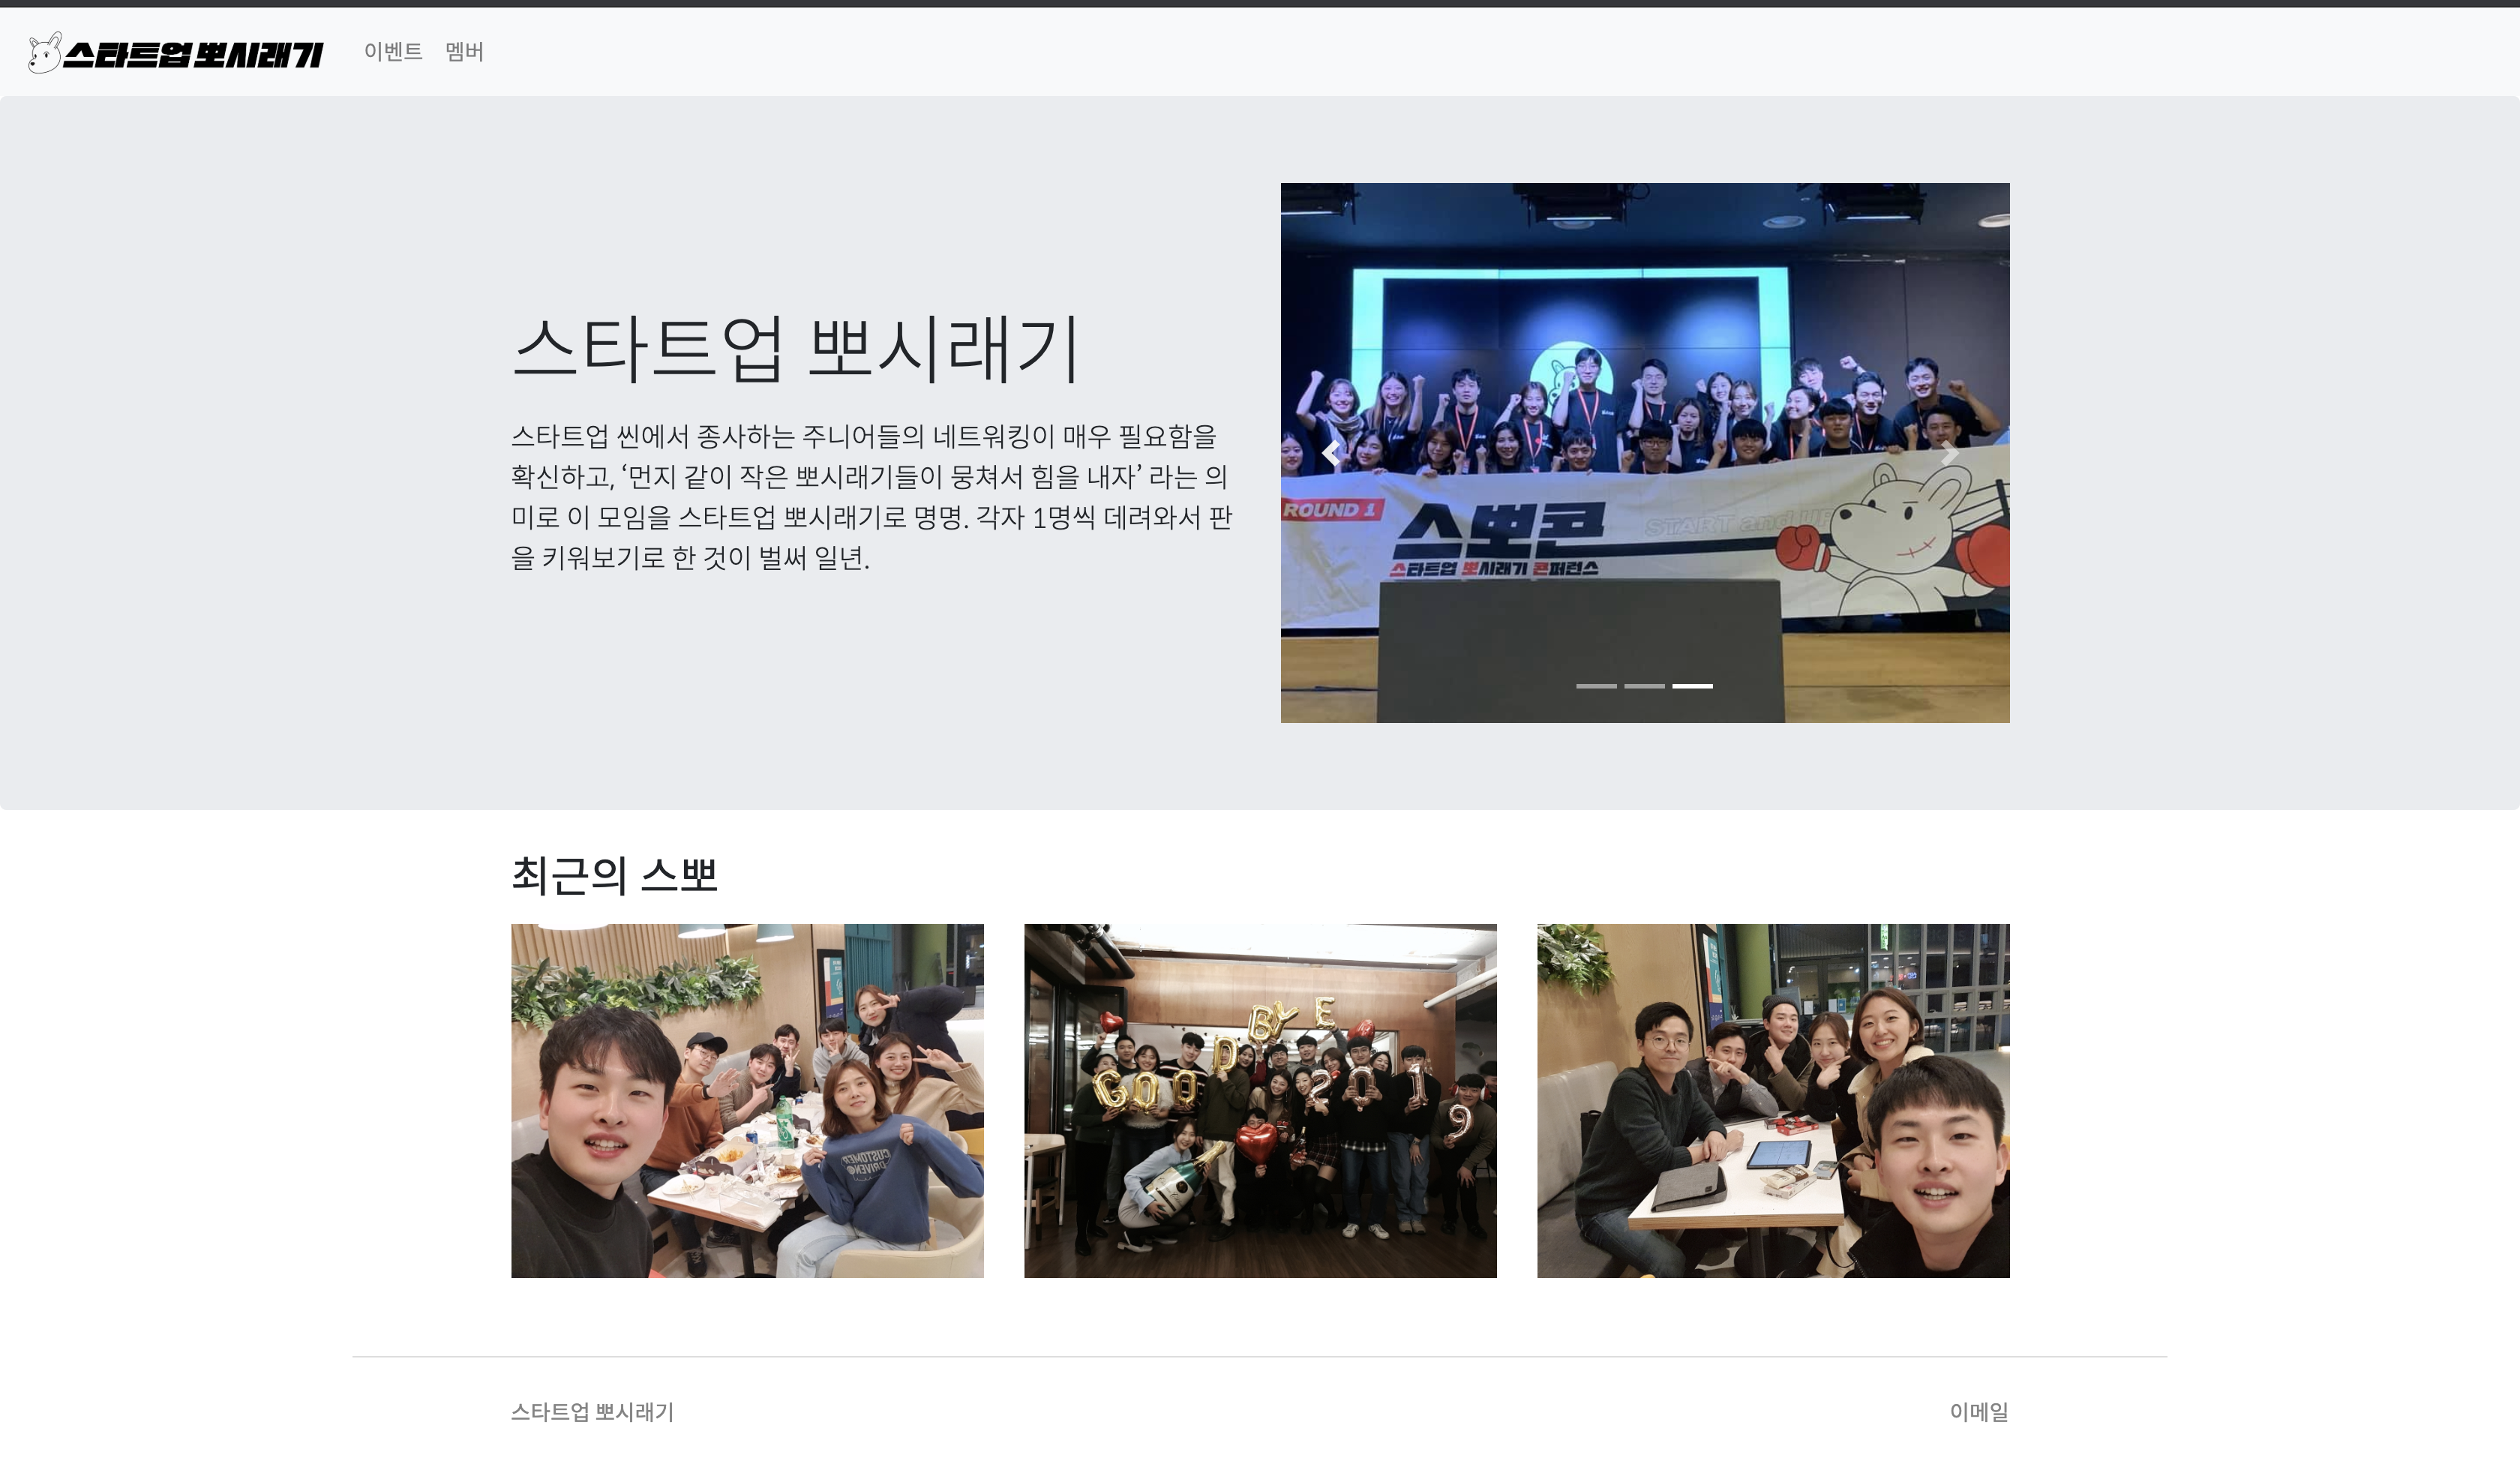 스타트업 뽀시래기
이벤트
멤버
스타트업 뽀시래기
스타트업 씬에서 종사하는 주니어들의 네트워킹이 매우 필요함을
확신하고, ‘먼저 같이 작은 뽀시래기들이 뭉쳐서 힘을 내자’ 라는 의
미로 이 모임을 스타트업 뽀시래기로 명명. 각자 1명씩 데려와서 판
을 키워보기로 한 것이 벌써 일년.
ROUND 1
스뽀콘
START and UP
스타트업 뽀시래기 콘퍼런스
최근의 스뽀
CUSTOMER
DRIVEN
GOOD BYE
2019
스타트업 뽀시래기
이메일